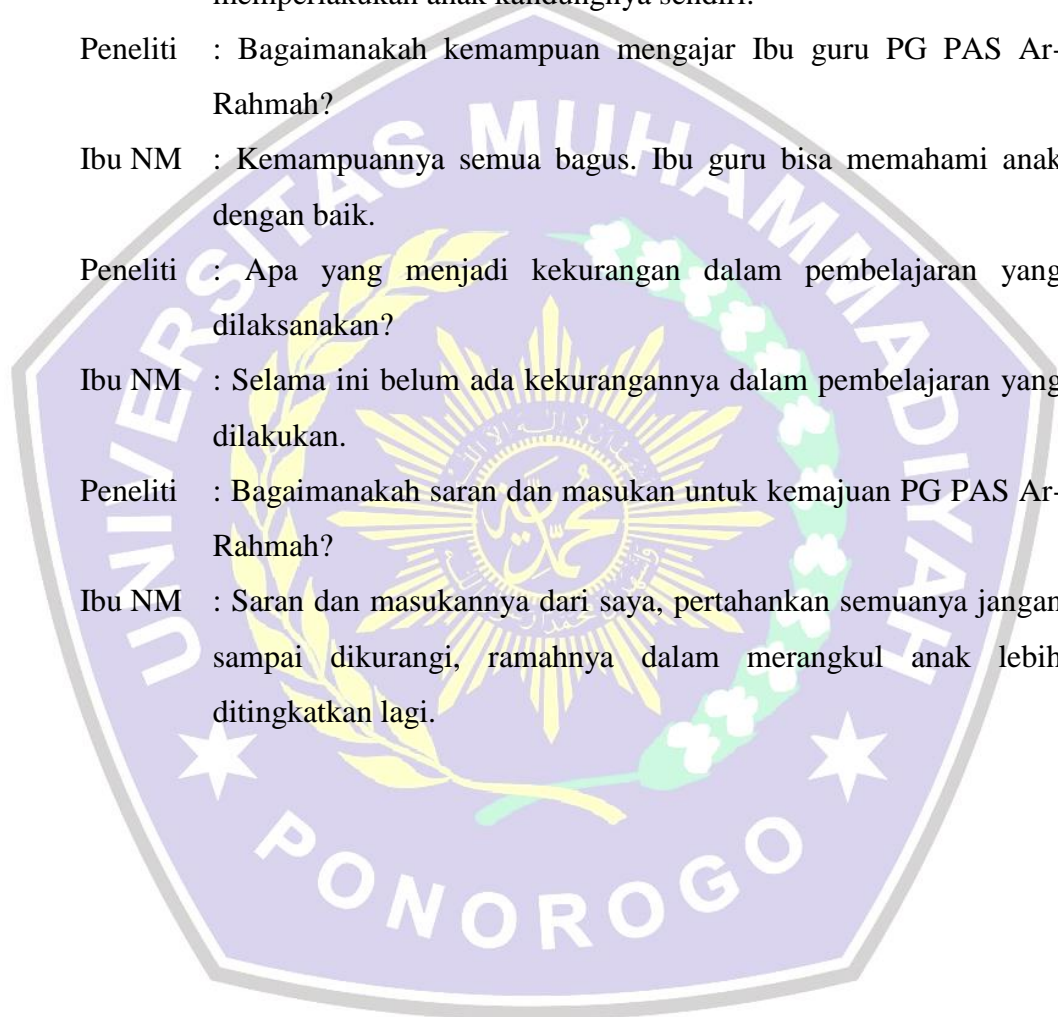 memperlakukan anak kandungnya sendiri.
Peneliti : Bagaimanakah kemampuan mengajar Ibu guru PG PAS Ar-
Rahmah?
Ibu NM : Kemampuannya semua bagus. Ibu guru bisa memahami anak
dengan baik.
Peneliti : Apa yang menjadi kekurangan dalam pembelajaran yang
dilaksanakan?
Ibu NM : Selama ini belum ada kekurangannya dalam pembelajaran yang
dilakukan.
Peneliti : Bagaimanakah saran dan masukan untuk kemajuan PG PAS Ar-
Rahmah?
Ibu NM : Saran dan masukannya dari saya, pertahankan semuanya jangan
sampai dikurangi, ramahnya dalam merangkul anak lebih
ditingkatkan lagi.
UNIVERSITAS MUHAMMADIYAH
PONOROGO
محمد